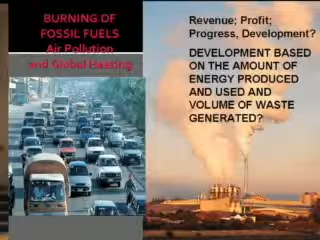 BURNING OF
FOSSIL FUELS
Air Pollution
and Global Heating
Revenue; Profit;
Progress, Development?
DEVELOPMENT BASED
ON THE AMOUNT OF
ENERGY PRODUCED
AND USED AND
VOLUME OF WASTE
GENERATED?